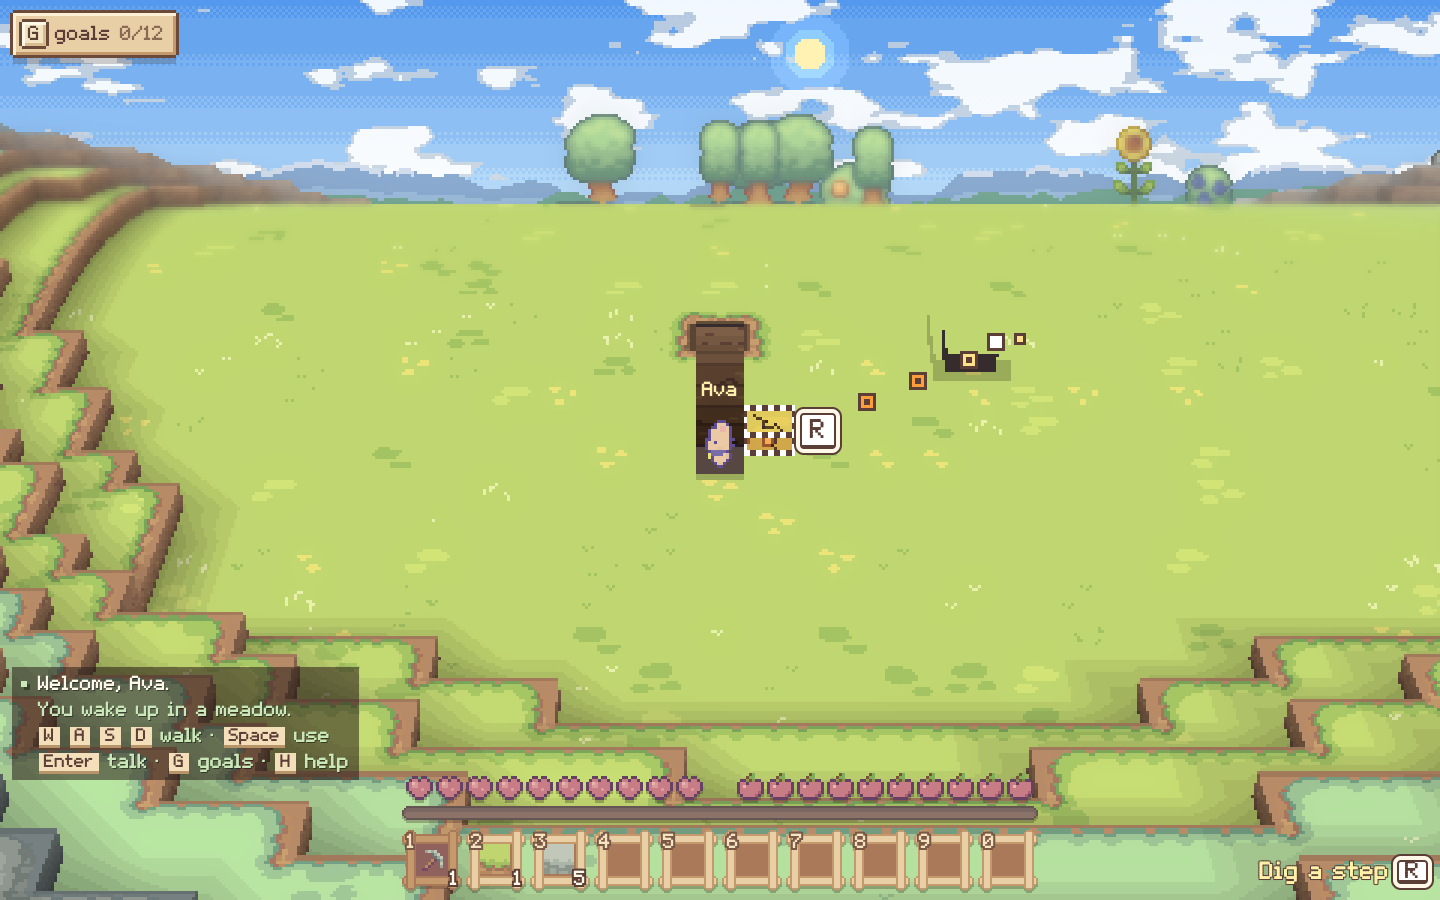 G goals 0/12
Ava
R
Welcome, Ava.
You wake up in a meadow.
W A S D walk · Space use
Enter talk · G goals · H help
1 2 3 4 5 6 7 8 9 0
1 1 5
Dig a step R